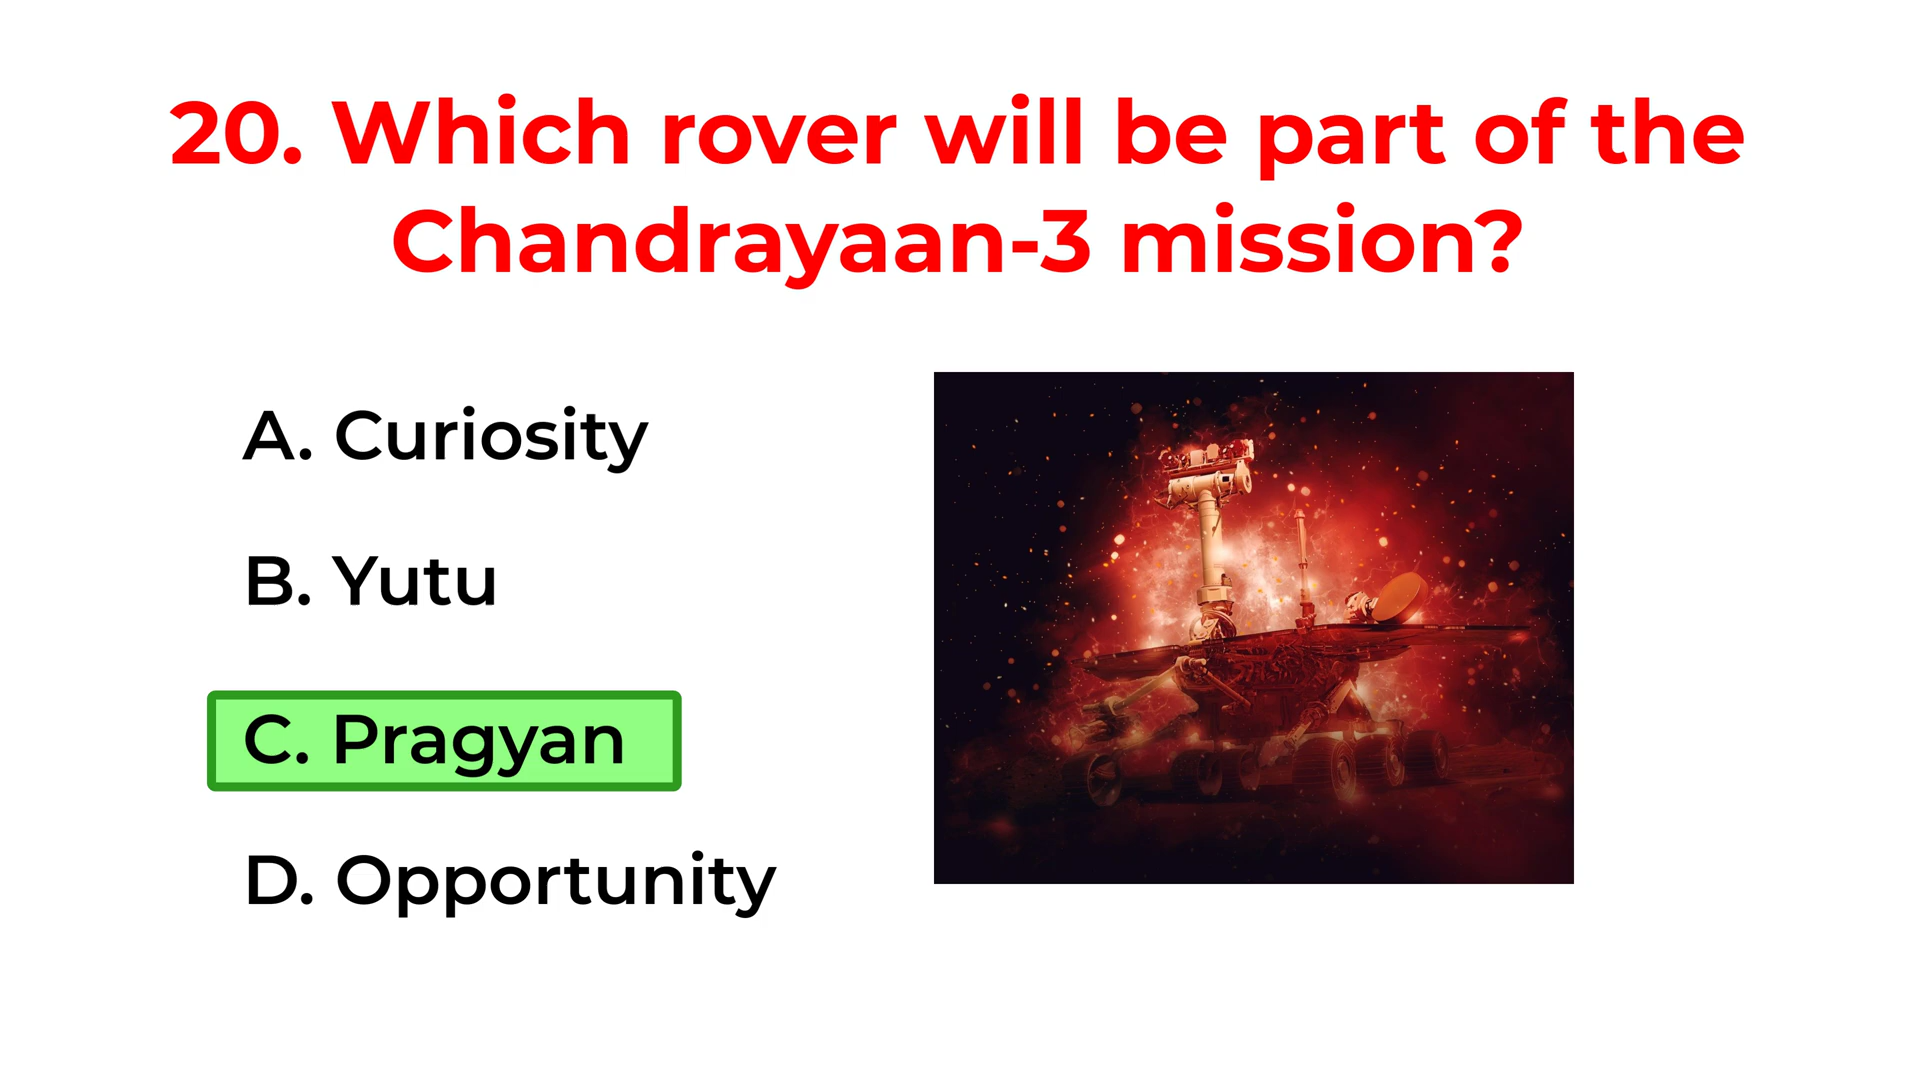 20. Which rover will be part of the
Chandrayaan-3 mission?
A. Curiosity
B. Yutu
C. Pragyan
D. Opportunity